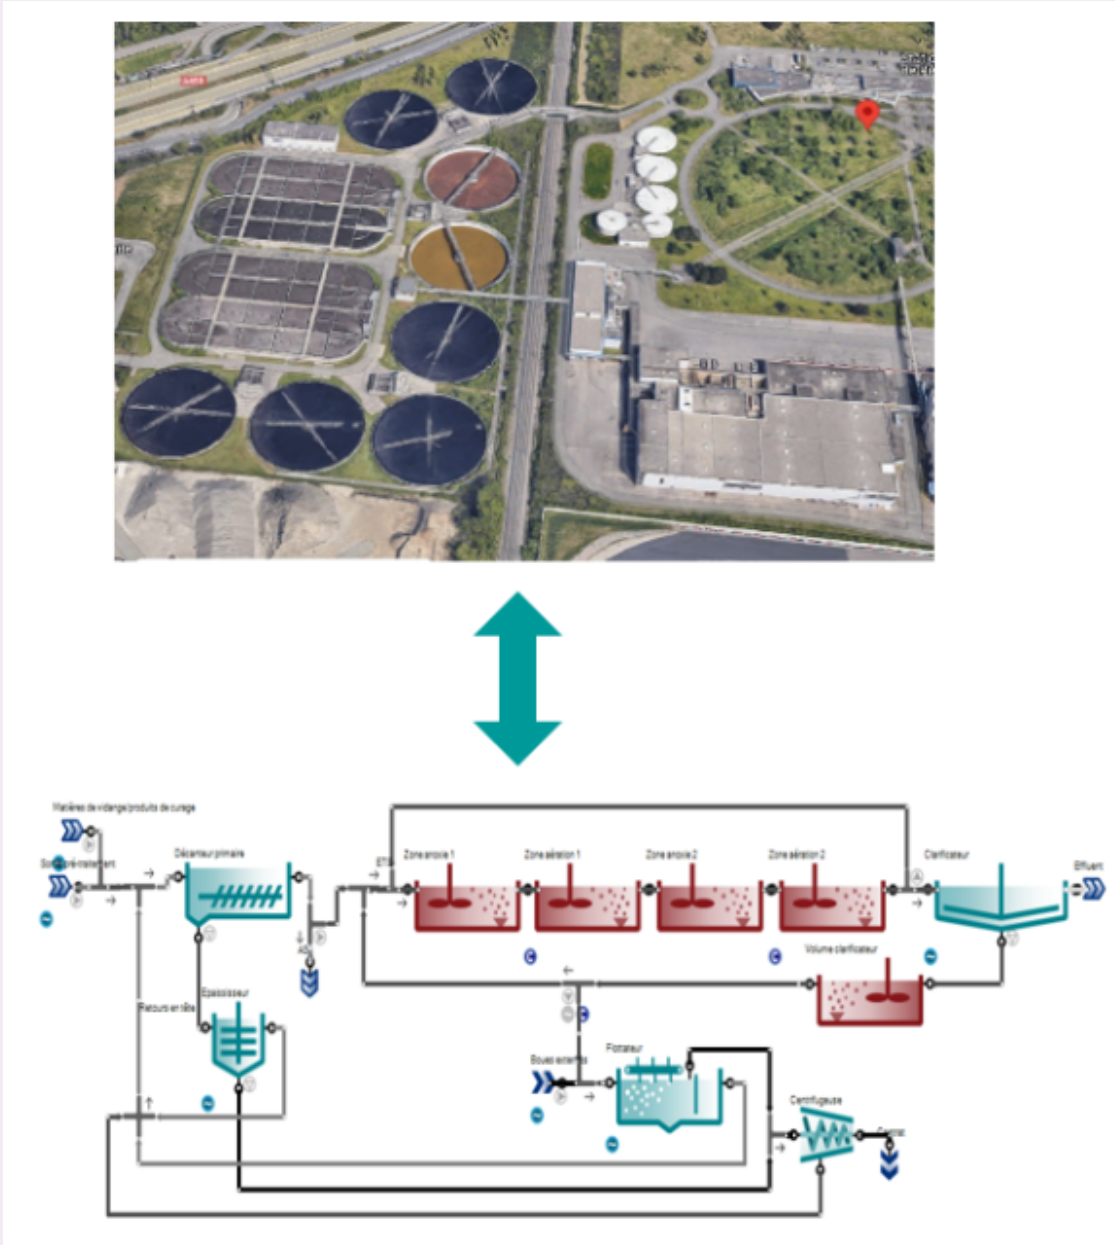 Matières de vidange/produits de curage
Décanteur primaire
Zone anoxie 1
Zone aération 1
Zone anoxie 2
Zone aération 2
Clarificateur
Effluent
Volume clarificateur
Retours en tête
Epaississeur
Boues externes
Flottateur
Centrifugeuse